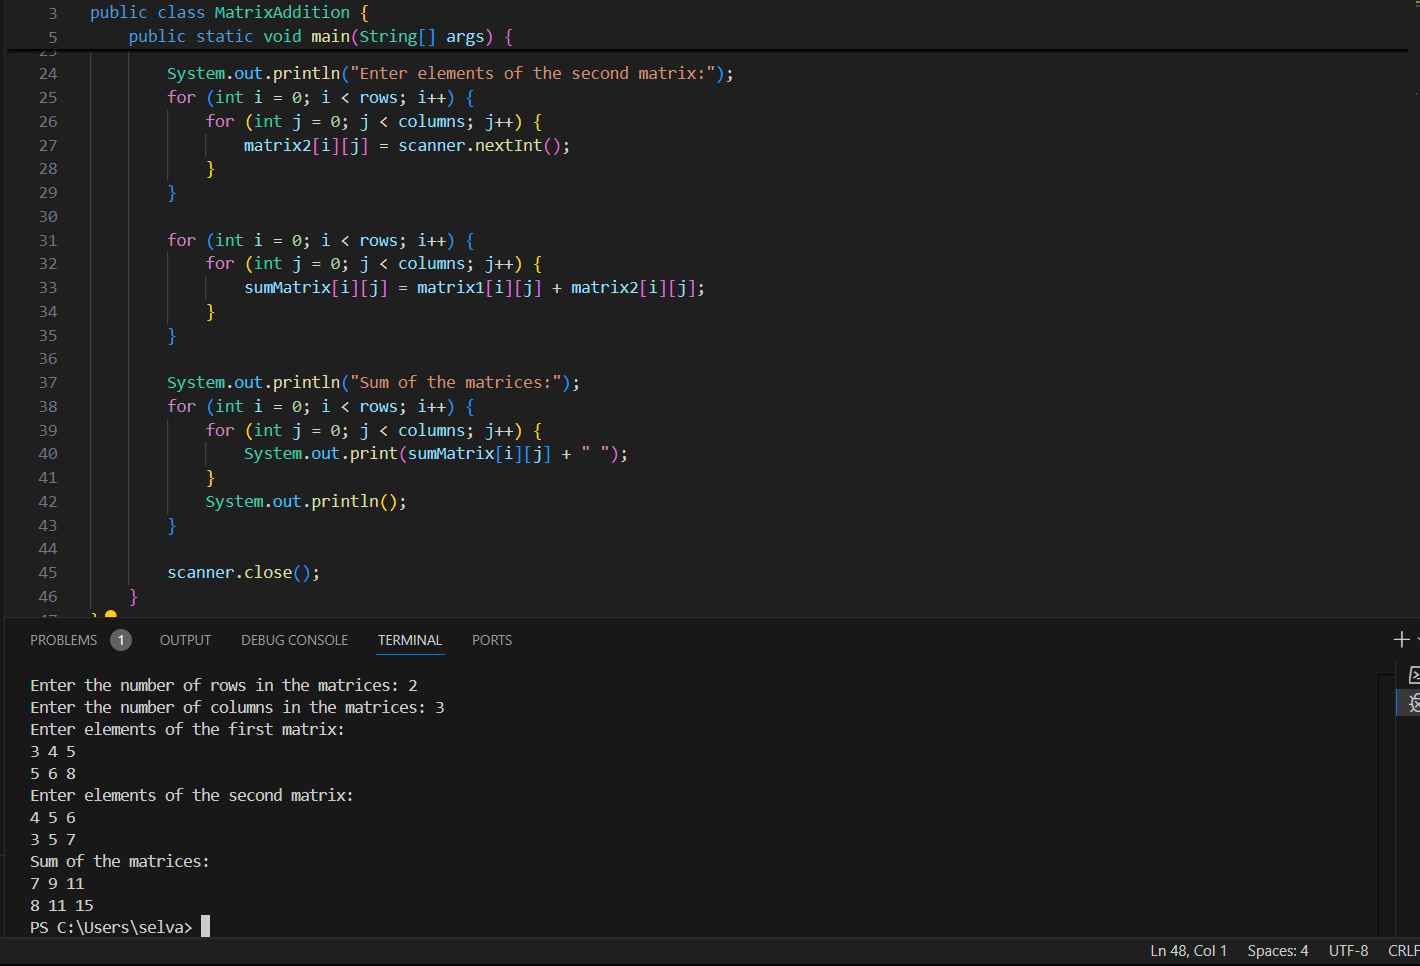 3 public class MatrixAddition {
5     public static void main(String[] args) {
24         System.out.println("Enter elements of the second matrix:");
25         for (int i = 0; i < rows; i++) {
26             for (int j = 0; j < columns; j++) {
27                 matrix2[i][j] = scanner.nextInt();
28             }
29         }
30
31         for (int i = 0; i < rows; i++) {
32             for (int j = 0; j < columns; j++) {
33                 sumMatrix[i][j] = matrix1[i][j] + matrix2[i][j];
34             }
35         }
36
37         System.out.println("Sum of the matrices:");
38         for (int i = 0; i < rows; i++) {
39             for (int j = 0; j < columns; j++) {
40                 System.out.print(sumMatrix[i][j] + " ");
41             }
42             System.out.println();
43         }
44
45         scanner.close();
46     }
PROBLEMS 1 OUTPUT DEBUG CONSOLE TERMINAL PORTS
Enter the number of rows in the matrices: 2
Enter the number of columns in the matrices: 3
Enter elements of the first matrix:
3 4 5
5 6 8
Enter elements of the second matrix:
4 5 6
3 5 7
Sum of the matrices:
7 9 11
8 11 15
PS C:\Users\selva>
Ln 48, Col 1 Spaces: 4 UTF-8 CRLF